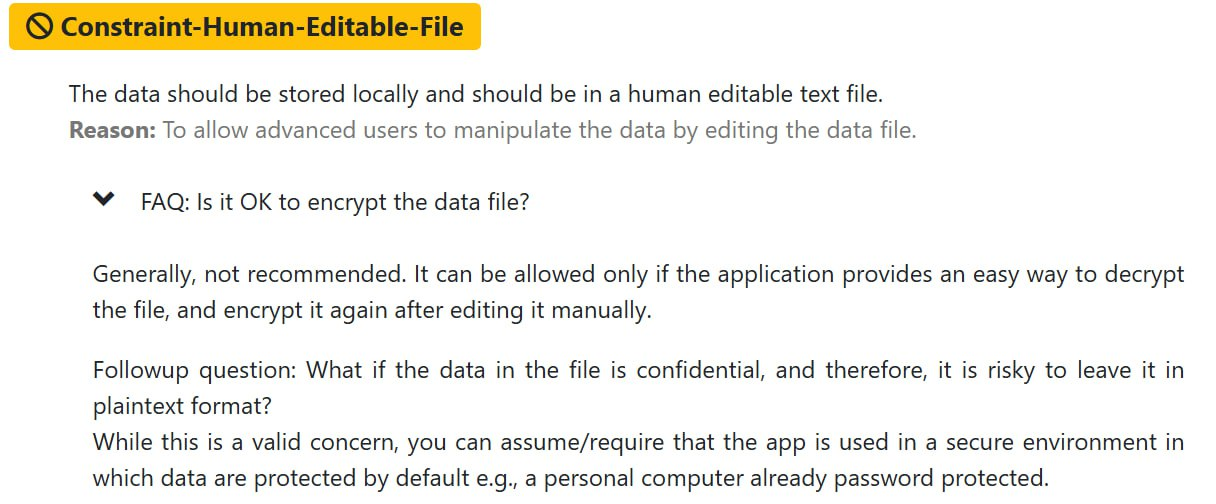 Constraint-Human-Editable-File
The data should be stored locally and should be in a human editable text file.
Reason: To allow advanced users to manipulate the data by editing the data file.
FAQ: Is it OK to encrypt the data file?
Generally, not recommended. It can be allowed only if the application provides an easy way to decrypt
the file, and encrypt it again after editing it manually.
Followup question: What if the data in the file is confidential, and therefore, it is risky to leave it in
plaintext format?
While this is a valid concern, you can assume/require that the app is used in a secure environment in
which data are protected by default e.g., a personal computer already password protected.